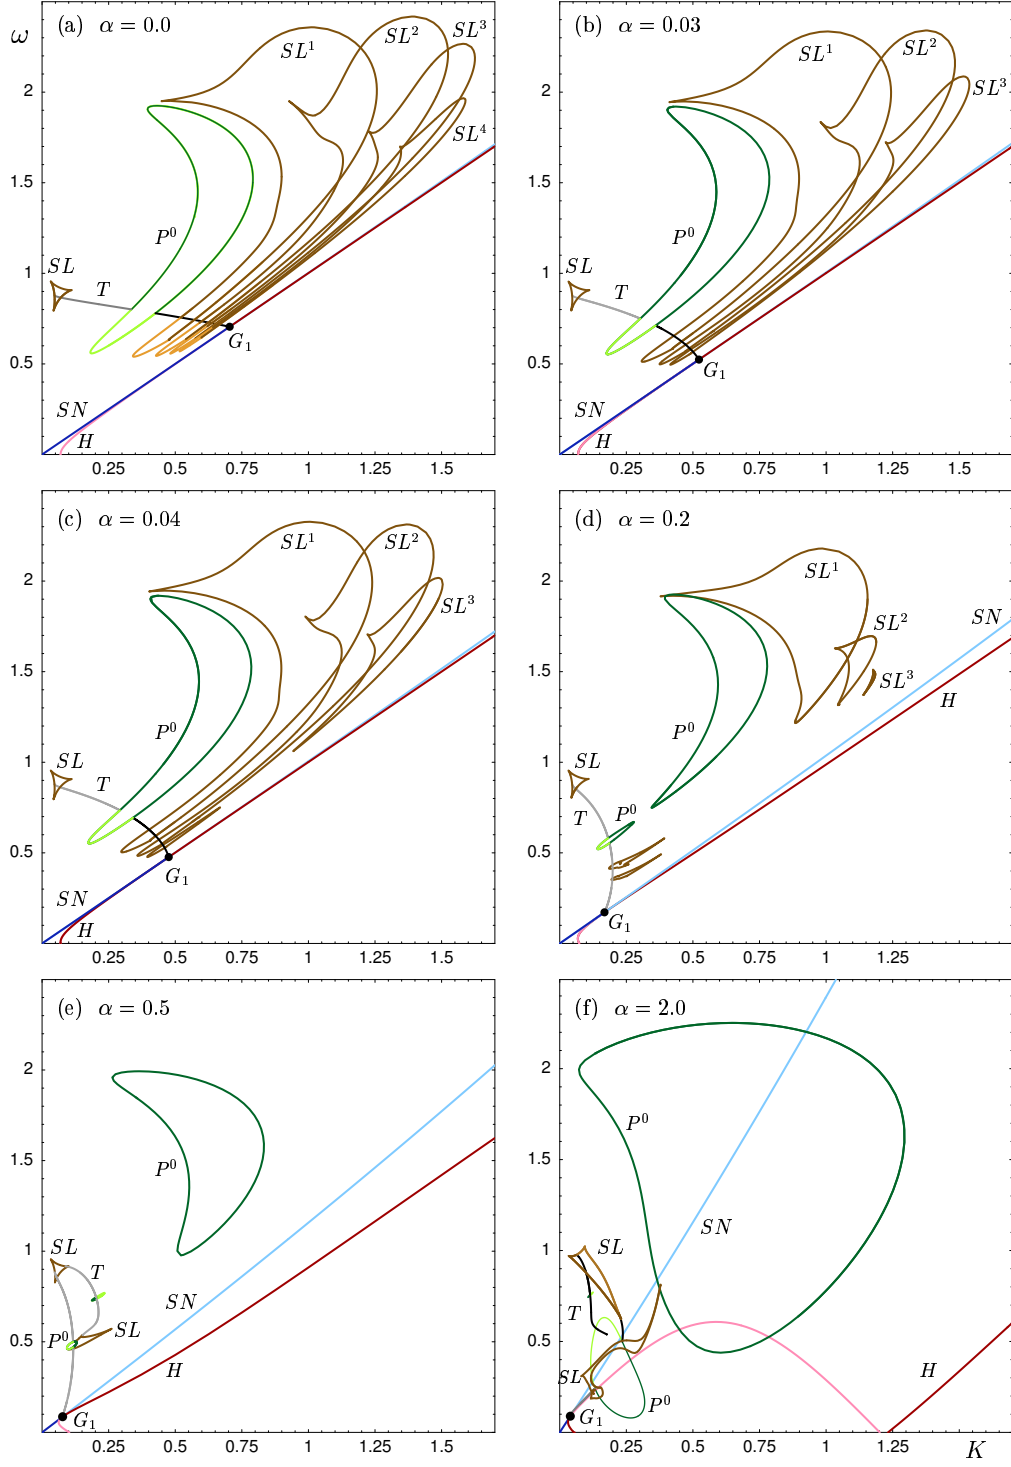 (a) α = 0.0
ω
SL¹
SL²
SL³
SL⁴
2
1.5
1
0.5
P⁰
SL
T
G₁
SN
H
0.25 0.5 0.75 1 1.25 1.5
(b) α = 0.03
SL¹
SL²
SL³
2
1.5
1
0.5
P⁰
SL
T
G₁
SN
H
0.25 0.5 0.75 1 1.25 1.5
(c) α = 0.04
SL¹
SL²
SL³
2
1.5
1
0.5
P⁰
SL
T
G₁
SN
H
0.25 0.5 0.75 1 1.25 1.5
(d) α = 0.2
SL¹
SL²
SL³
SN
H
2
1.5
1
0.5
P⁰
SL
T
P⁰
G₁
0.25 0.5 0.75 1 1.25
(e) α = 0.5
2
1.5
1
0.5
P⁰
SL
T
SN
P⁰
SL
H
G₁
0.25 0.5 0.75 1 1.25 1.5
(f) α = 2.0
2
1.5
1
0.5
P⁰
SN
SL
T
SL
P⁰
H
G₁
0.25 0.5 0.75 1 1.25 K